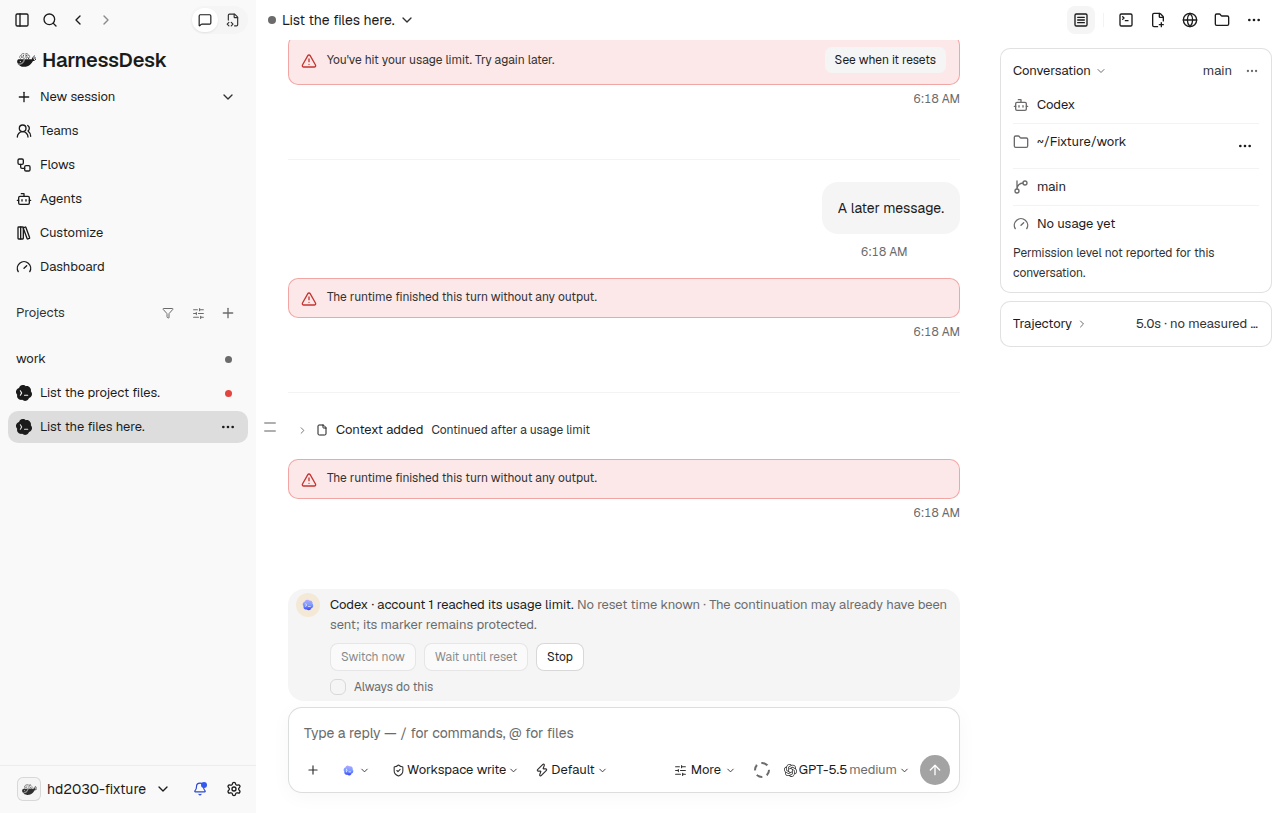 List the files here.
HarnessDesk
New session
Teams
Flows
Agents
Customize
Dashboard
Projects
work
List the project files.
List the files here.
hd2030-fixture
You've hit your usage limit. Try again later.
See when it resets
6:18 AM
A later message.
6:18 AM
The runtime finished this turn without any output.
6:18 AM
Context added Continued after a usage limit
The runtime finished this turn without any output.
6:18 AM
Codex · account 1 reached its usage limit. No reset time known · The continuation may already have been
sent; its marker remains protected.
Switch now Wait until reset Stop
Always do this
Type a reply — / for commands, @ for files
Workspace write Default More GPT-5.5 medium
Conversation main
Codex
~/Fixture/work
main
No usage yet
Permission level not reported for this
conversation.
Trajectory 5.0s · no measured ...